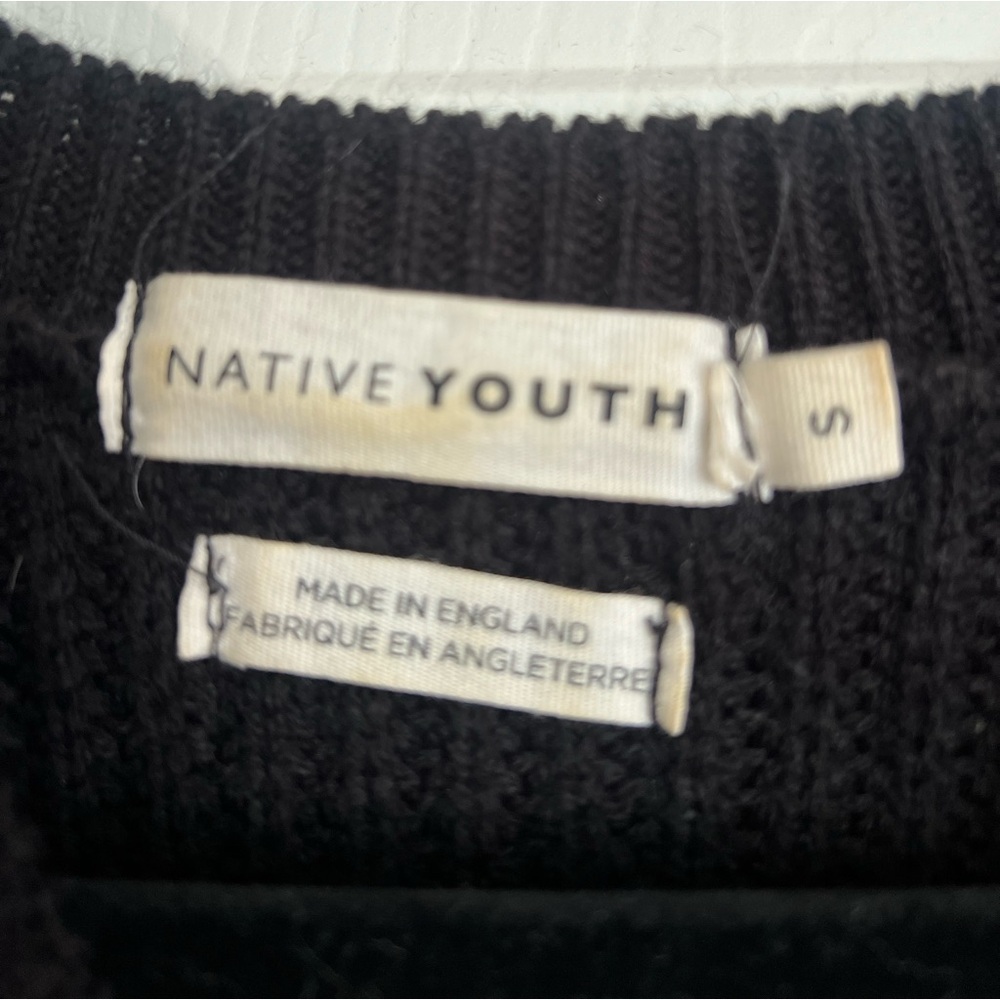 NATIVE YOUTH
S
MADE IN ENGLAND
FABRIQUÉ EN ANGLETERRE